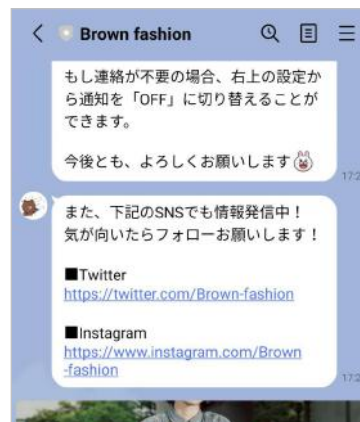 Brown fashion
もし連絡が不要の場合、右上の設定か
ら通知を「OFF」に切り替えることが
できます。
今後とも、よろしくお願いします
また、下記のSNSでも情報発信中！
気が向いたらフォローお願いします！
■Twitter
https://twitter.com/Brown-fashion
■Instagram
https://www.instagram.com/Brown
-fashion